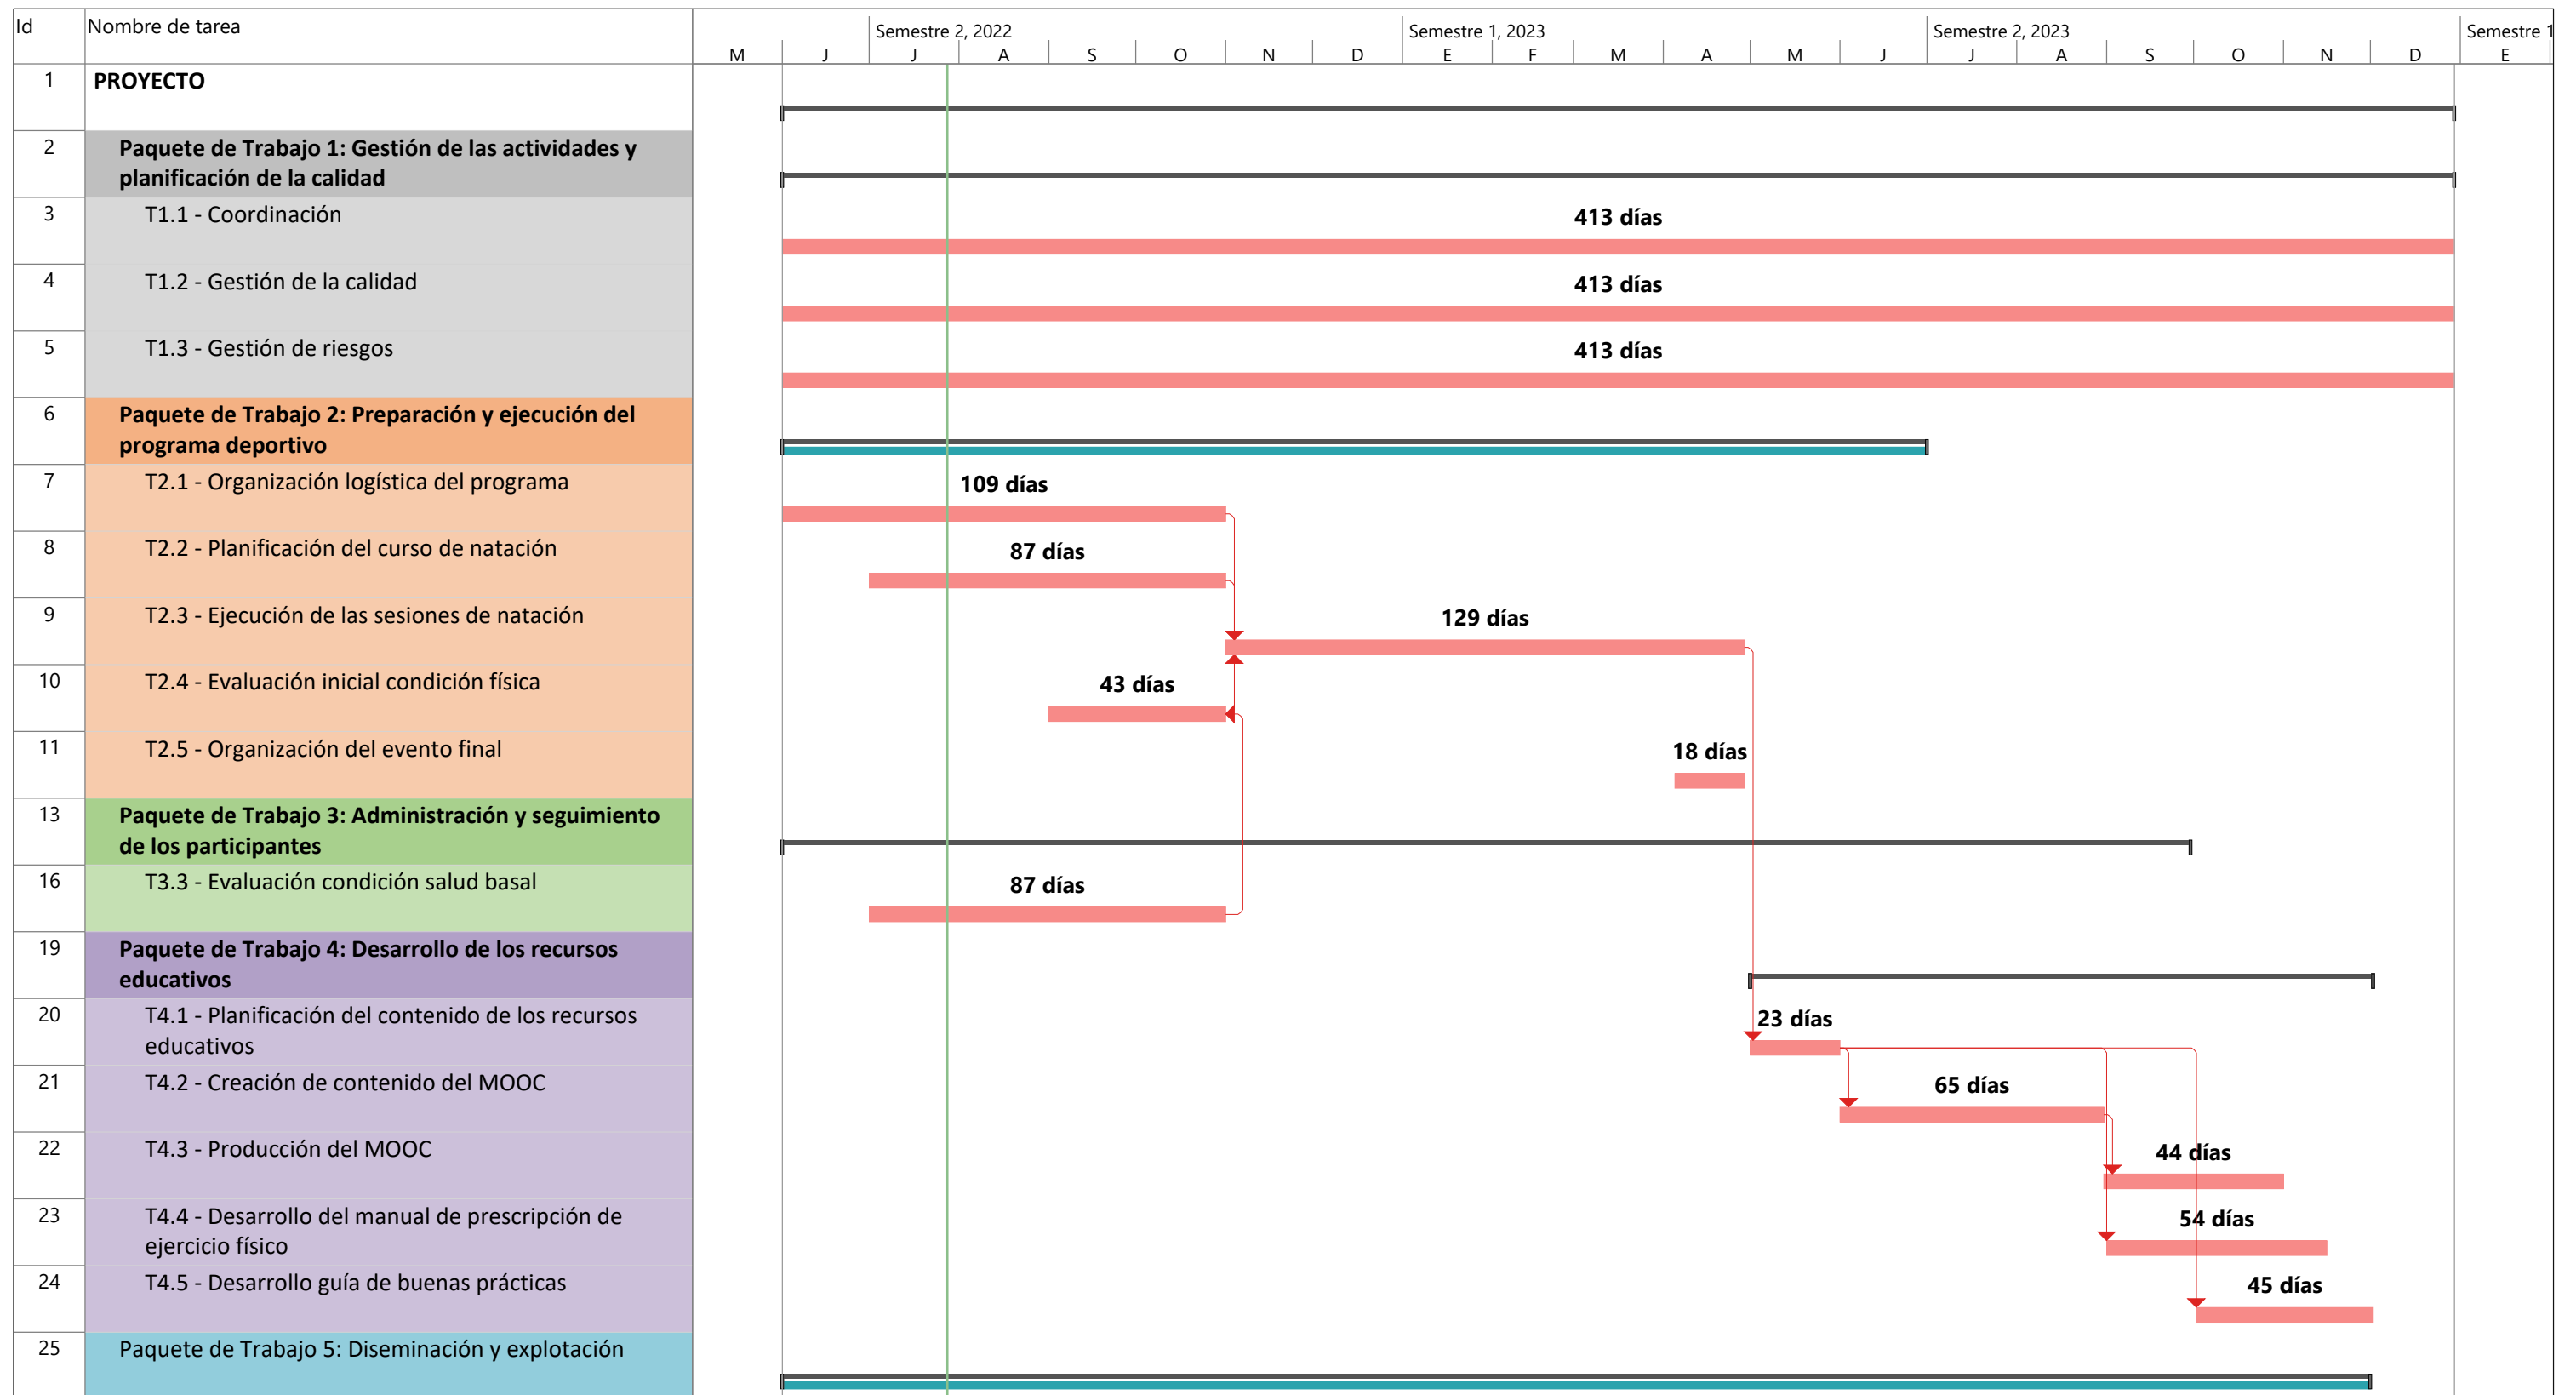 Id
Nombre de tarea
Semestre 2, 2022
Semestre 1, 2023
Semestre 2, 2023
Semestre 1
M J J A S O N D E F M A M J J A S O N D E
1
PROYECTO
2
Paquete de Trabajo 1: Gestión de las actividades y
planificación de la calidad
3
T1.1 - Coordinación
413 días
4
T1.2 - Gestión de la calidad
413 días
5
T1.3 - Gestión de riesgos
413 días
6
Paquete de Trabajo 2: Preparación y ejecución del
programa deportivo
7
T2.1 - Organización logística del programa
109 días
8
T2.2 - Planificación del curso de natación
87 días
9
T2.3 - Ejecución de las sesiones de natación
129 días
10
T2.4 - Evaluación inicial condición física
43 días
11
T2.5 - Organización del evento final
18 días
13
Paquete de Trabajo 3: Administración y seguimiento
de los participantes
16
T3.3 - Evaluación condición salud basal
87 días
19
Paquete de Trabajo 4: Desarrollo de los recursos
educativos
20
T4.1 - Planificación del contenido de los recursos
educativos
23 días
21
T4.2 - Creación de contenido del MOOC
65 días
22
T4.3 - Producción del MOOC
44 días
23
T4.4 - Desarrollo del manual de prescripción de
ejercicio físico
54 días
24
T4.5 - Desarrollo guía de buenas prácticas
45 días
25
Paquete de Trabajo 5: Diseminación y explotación